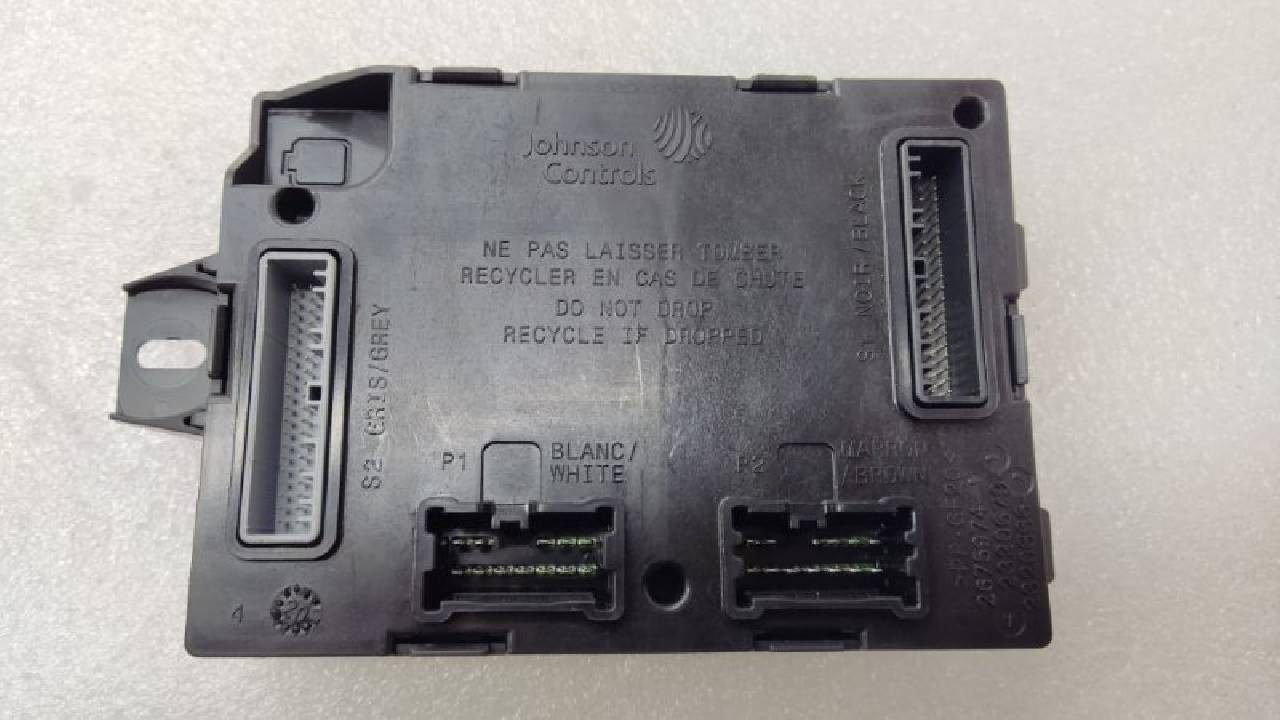 Johnson
Controls
NE PAS LAISSER TOMBER
RECYCLER EN CAS DE CHUTE
DO NOT DROP
RECYCLE IF DROPPED
S1 NOIR/BLACK
S2 GRIS/GREY
P1
BLANC/
WHITE
P2
MARRON
/BROWN
4